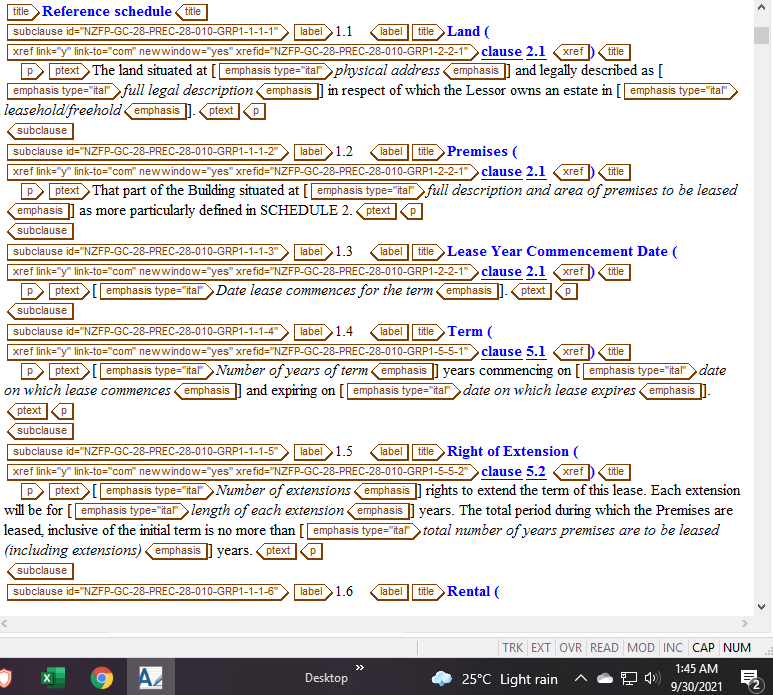 title Reference schedule title
subclause id="NZFP-GC-28-PREC-28-010-GRP1-1-1-1" label 1.1 label title Land (
xref link="y" link-to="com" newwindow="yes" xrefid="NZFP-GC-28-PREC-28-010-GRP1-2-2-1" clause 2.1 xref ) title
p ptext The land situated at [ emphasis type="ital" physical address emphasis ] and legally described as [
emphasis type="ital" full legal description emphasis ] in respect of which the Lessor owns an estate in [ emphasis type="ital"
leasehold/freehold emphasis ]. ptext p
subclause
subclause id="NZFP-GC-28-PREC-28-010-GRP1-1-1-2" label 1.2 label title Premises (
xref link="y" link-to="com" newwindow="yes" xrefid="NZFP-GC-28-PREC-28-010-GRP1-2-2-1" clause 2.1 xref ) title
p ptext That part of the Building situated at [ emphasis type="ital" full description and area of premises to be leased
emphasis ] as more particularly defined in SCHEDULE 2. ptext p
subclause
subclause id="NZFP-GC-28-PREC-28-010-GRP1-1-1-3" label 1.3 label title Lease Year Commencement Date (
xref link="y" link-to="com" newwindow="yes" xrefid="NZFP-GC-28-PREC-28-010-GRP1-2-2-1" clause 2.1 xref ) title
p ptext [ emphasis type="ital" Date lease commences for the term emphasis ]. ptext p
subclause
subclause id="NZFP-GC-28-PREC-28-010-GRP1-1-1-4" label 1.4 label title Term (
xref link="y" link-to="com" newwindow="yes" xrefid="NZFP-GC-28-PREC-28-010-GRP1-5-5-1" clause 5.1 xref ) title
p ptext [ emphasis type="ital" Number of years of term emphasis ] years commencing on [ emphasis type="ital" date
on which lease commences emphasis ] and expiring on [ emphasis type="ital" date on which lease expires emphasis ].
ptext p
subclause
subclause id="NZFP-GC-28-PREC-28-010-GRP1-1-1-5" label 1.5 label title Right of Extension (
xref link="y" link-to="com" newwindow="yes" xrefid="NZFP-GC-28-PREC-28-010-GRP1-5-5-2" clause 5.2 xref ) title
p ptext [ emphasis type="ital" Number of extensions emphasis ] rights to extend the term of this lease. Each extension
will be for [ emphasis type="ital" length of each extension emphasis ] years. The total period during which the Premises are
leased, inclusive of the initial term is no more than [ emphasis type="ital" total number of years premises are to be leased
(including extensions) emphasis ] years. ptext p
subclause
subclause id="NZFP-GC-28-PREC-28-010-GRP1-1-1-6" label 1.6 label title Rental (
TRK EXT OVR READ MOD INC CAP NUM
Desktop » 25°C Light rain 1:45 AM
9/30/2021 2